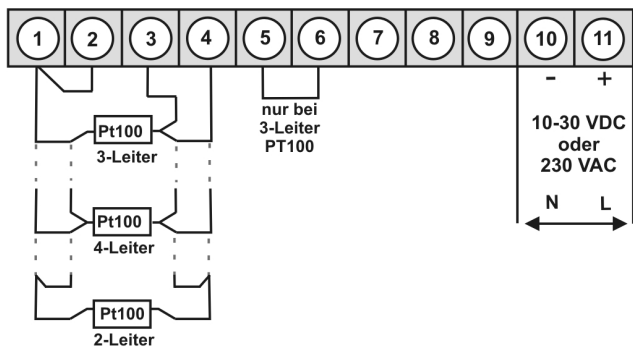 1 2 3 4 5 6 7 8 9 10 11
- +
nur bei
3-Leiter
PT100
10-30 VDC
oder
230 VAC
N L
Pt100
3-Leiter
Pt100
4-Leiter
Pt100
2-Leiter